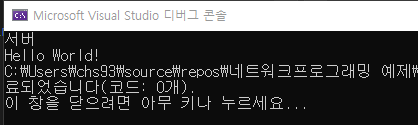 Microsoft Visual Studio 디버그 콘솔
서버
Hello World!
C:₩Users₩chs93₩source₩repos₩네트워크프로그래밍 예제₩
료되었습니다(코드: 0개).
이 창을 닫으려면 아무 키나 누르세요...